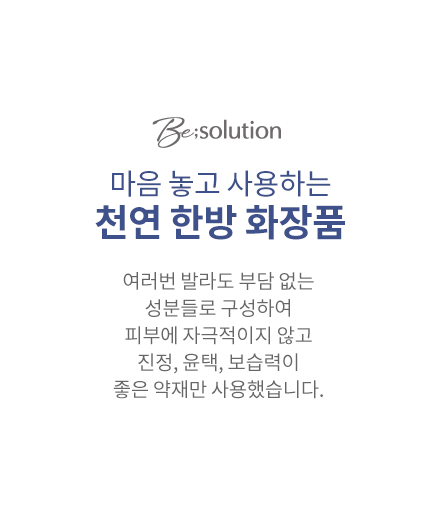 Be;solution
마음 놓고 사용하는
천연 한방 화장품
여러번 발라도 부담 없는
성분들로 구성하여
피부에 자극적이지 않고
진정, 윤택, 보습력이
좋은 약재만 사용했습니다.